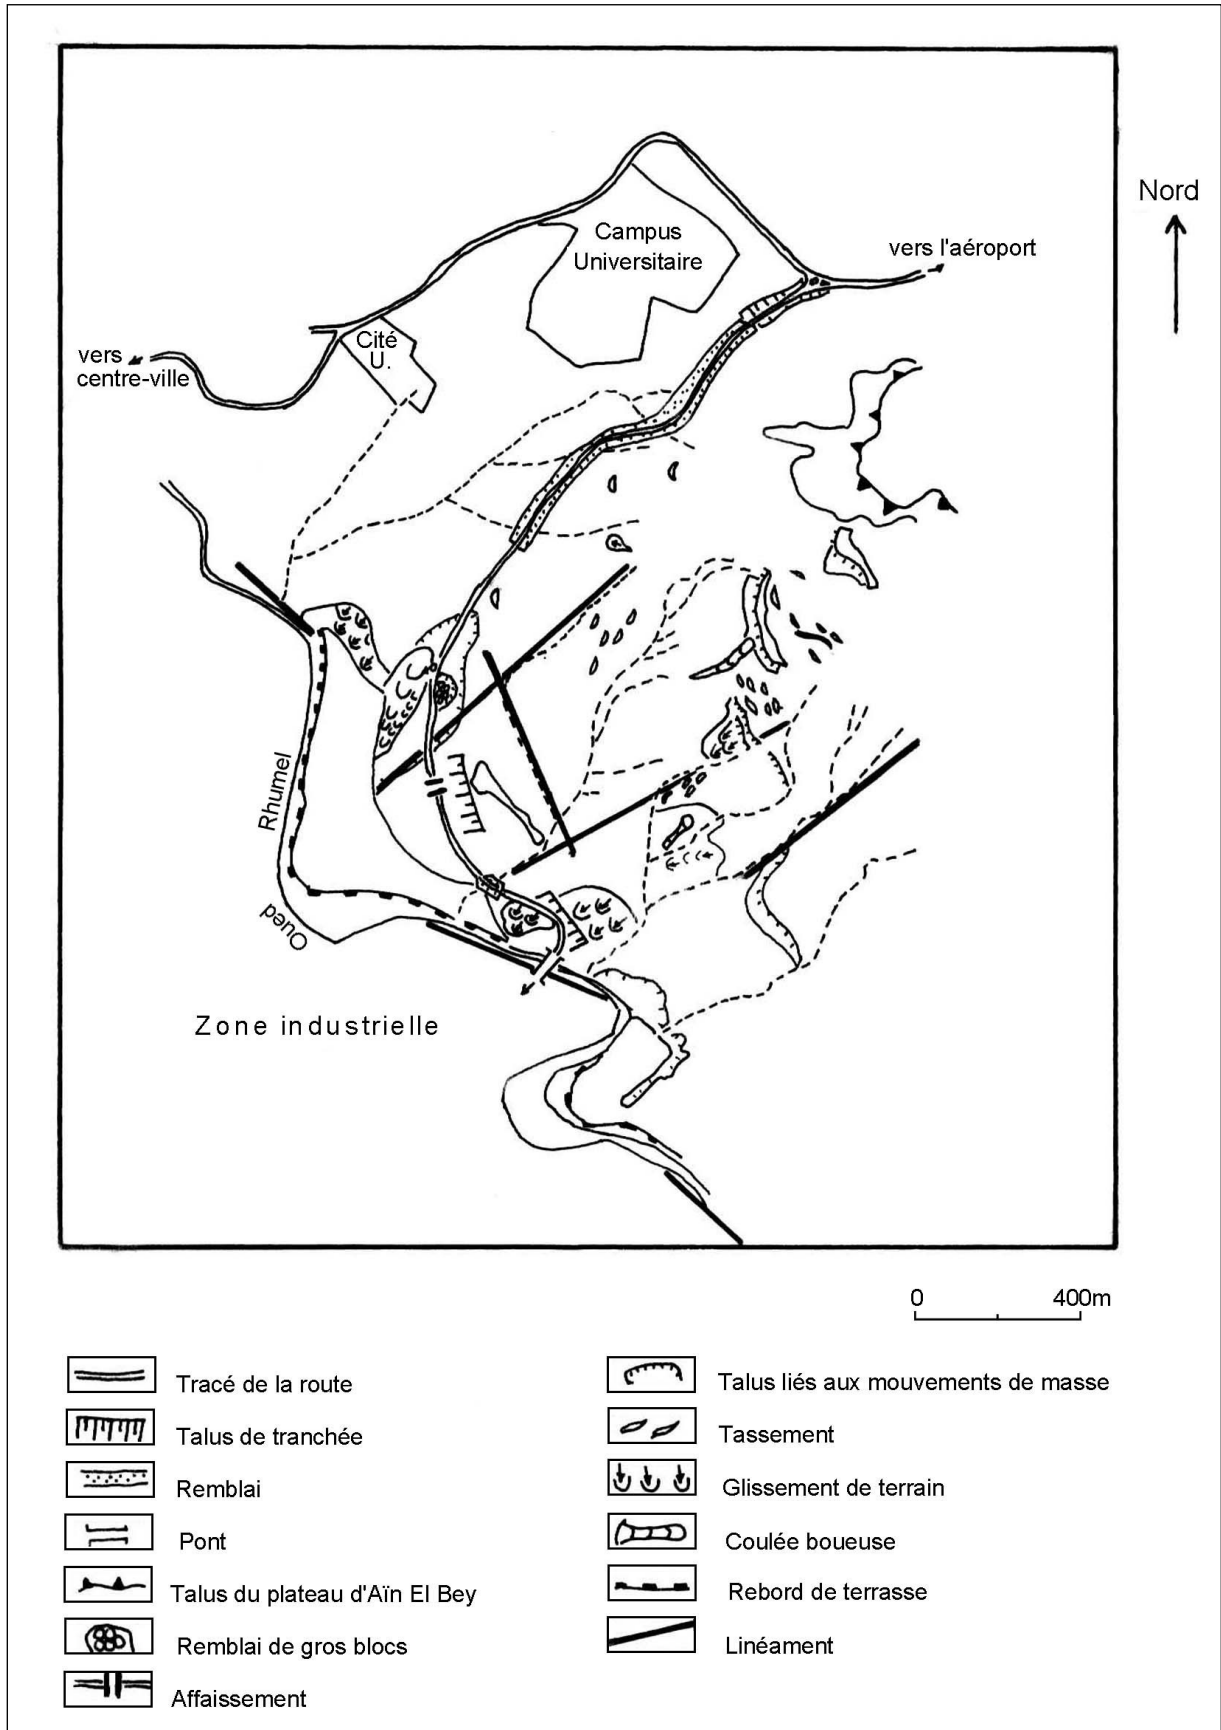 Nord
Campus
Universitaire
vers l'aéroport
Cité
U.
vers
centre-ville
Rhumel
Oued
Zone industrielle
0 400m
Tracé de la route
Talus de tranchée
Remblai
Pont
Talus du plateau d'Aïn El Bey
Remblai de gros blocs
Affaissement
Talus liés aux mouvements de masse
Tassement
Glissement de terrain
Coulée boueuse
Rebord de terrasse
Linéament